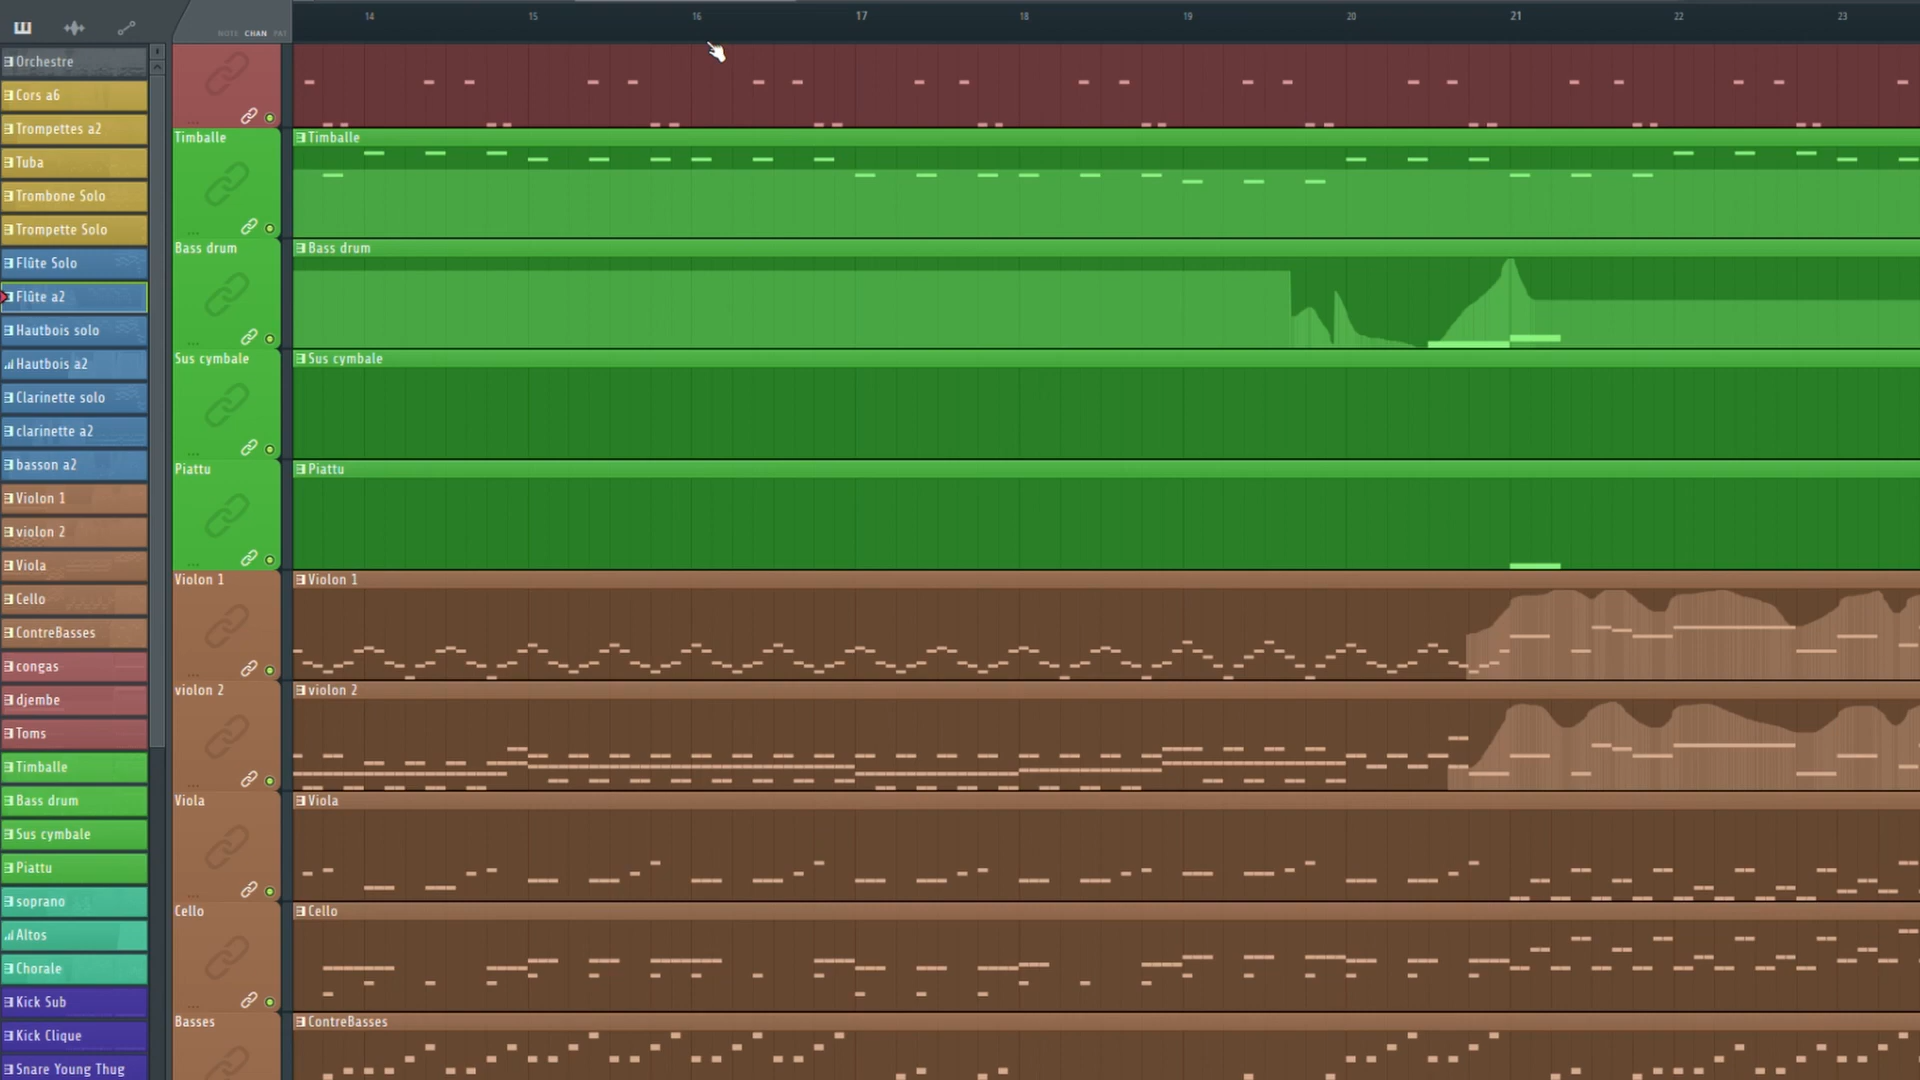 14 15 16 17 18 19 20 21 22 23
NOTE CHAN PAT
Orchestre
Cors a6
Trompettes a2
Tuba
Trombone Solo
Trompette Solo
Flûte Solo
Flûte a2
Hautbois solo
Hautbois a2
Clarinette solo
clarinette a2
basson a2
Violon 1
violon 2
Viola
Cello
ContreBasses
congas
djembe
Toms
Timballe
Bass drum
Sus cymbale
Piattu
soprano
Altos
Chorale
Kick Sub
Kick Clique
Snare Young Thug
...
Timballe
Timballe
...
Bass drum
Bass drum
...
Sus cymbale
Sus cymbale
...
Piattu
Piattu
...
Violon 1
Violon 1
...
violon 2
violon 2
...
Viola
Viola
...
Cello
Cello
...
Basses
ContreBasses